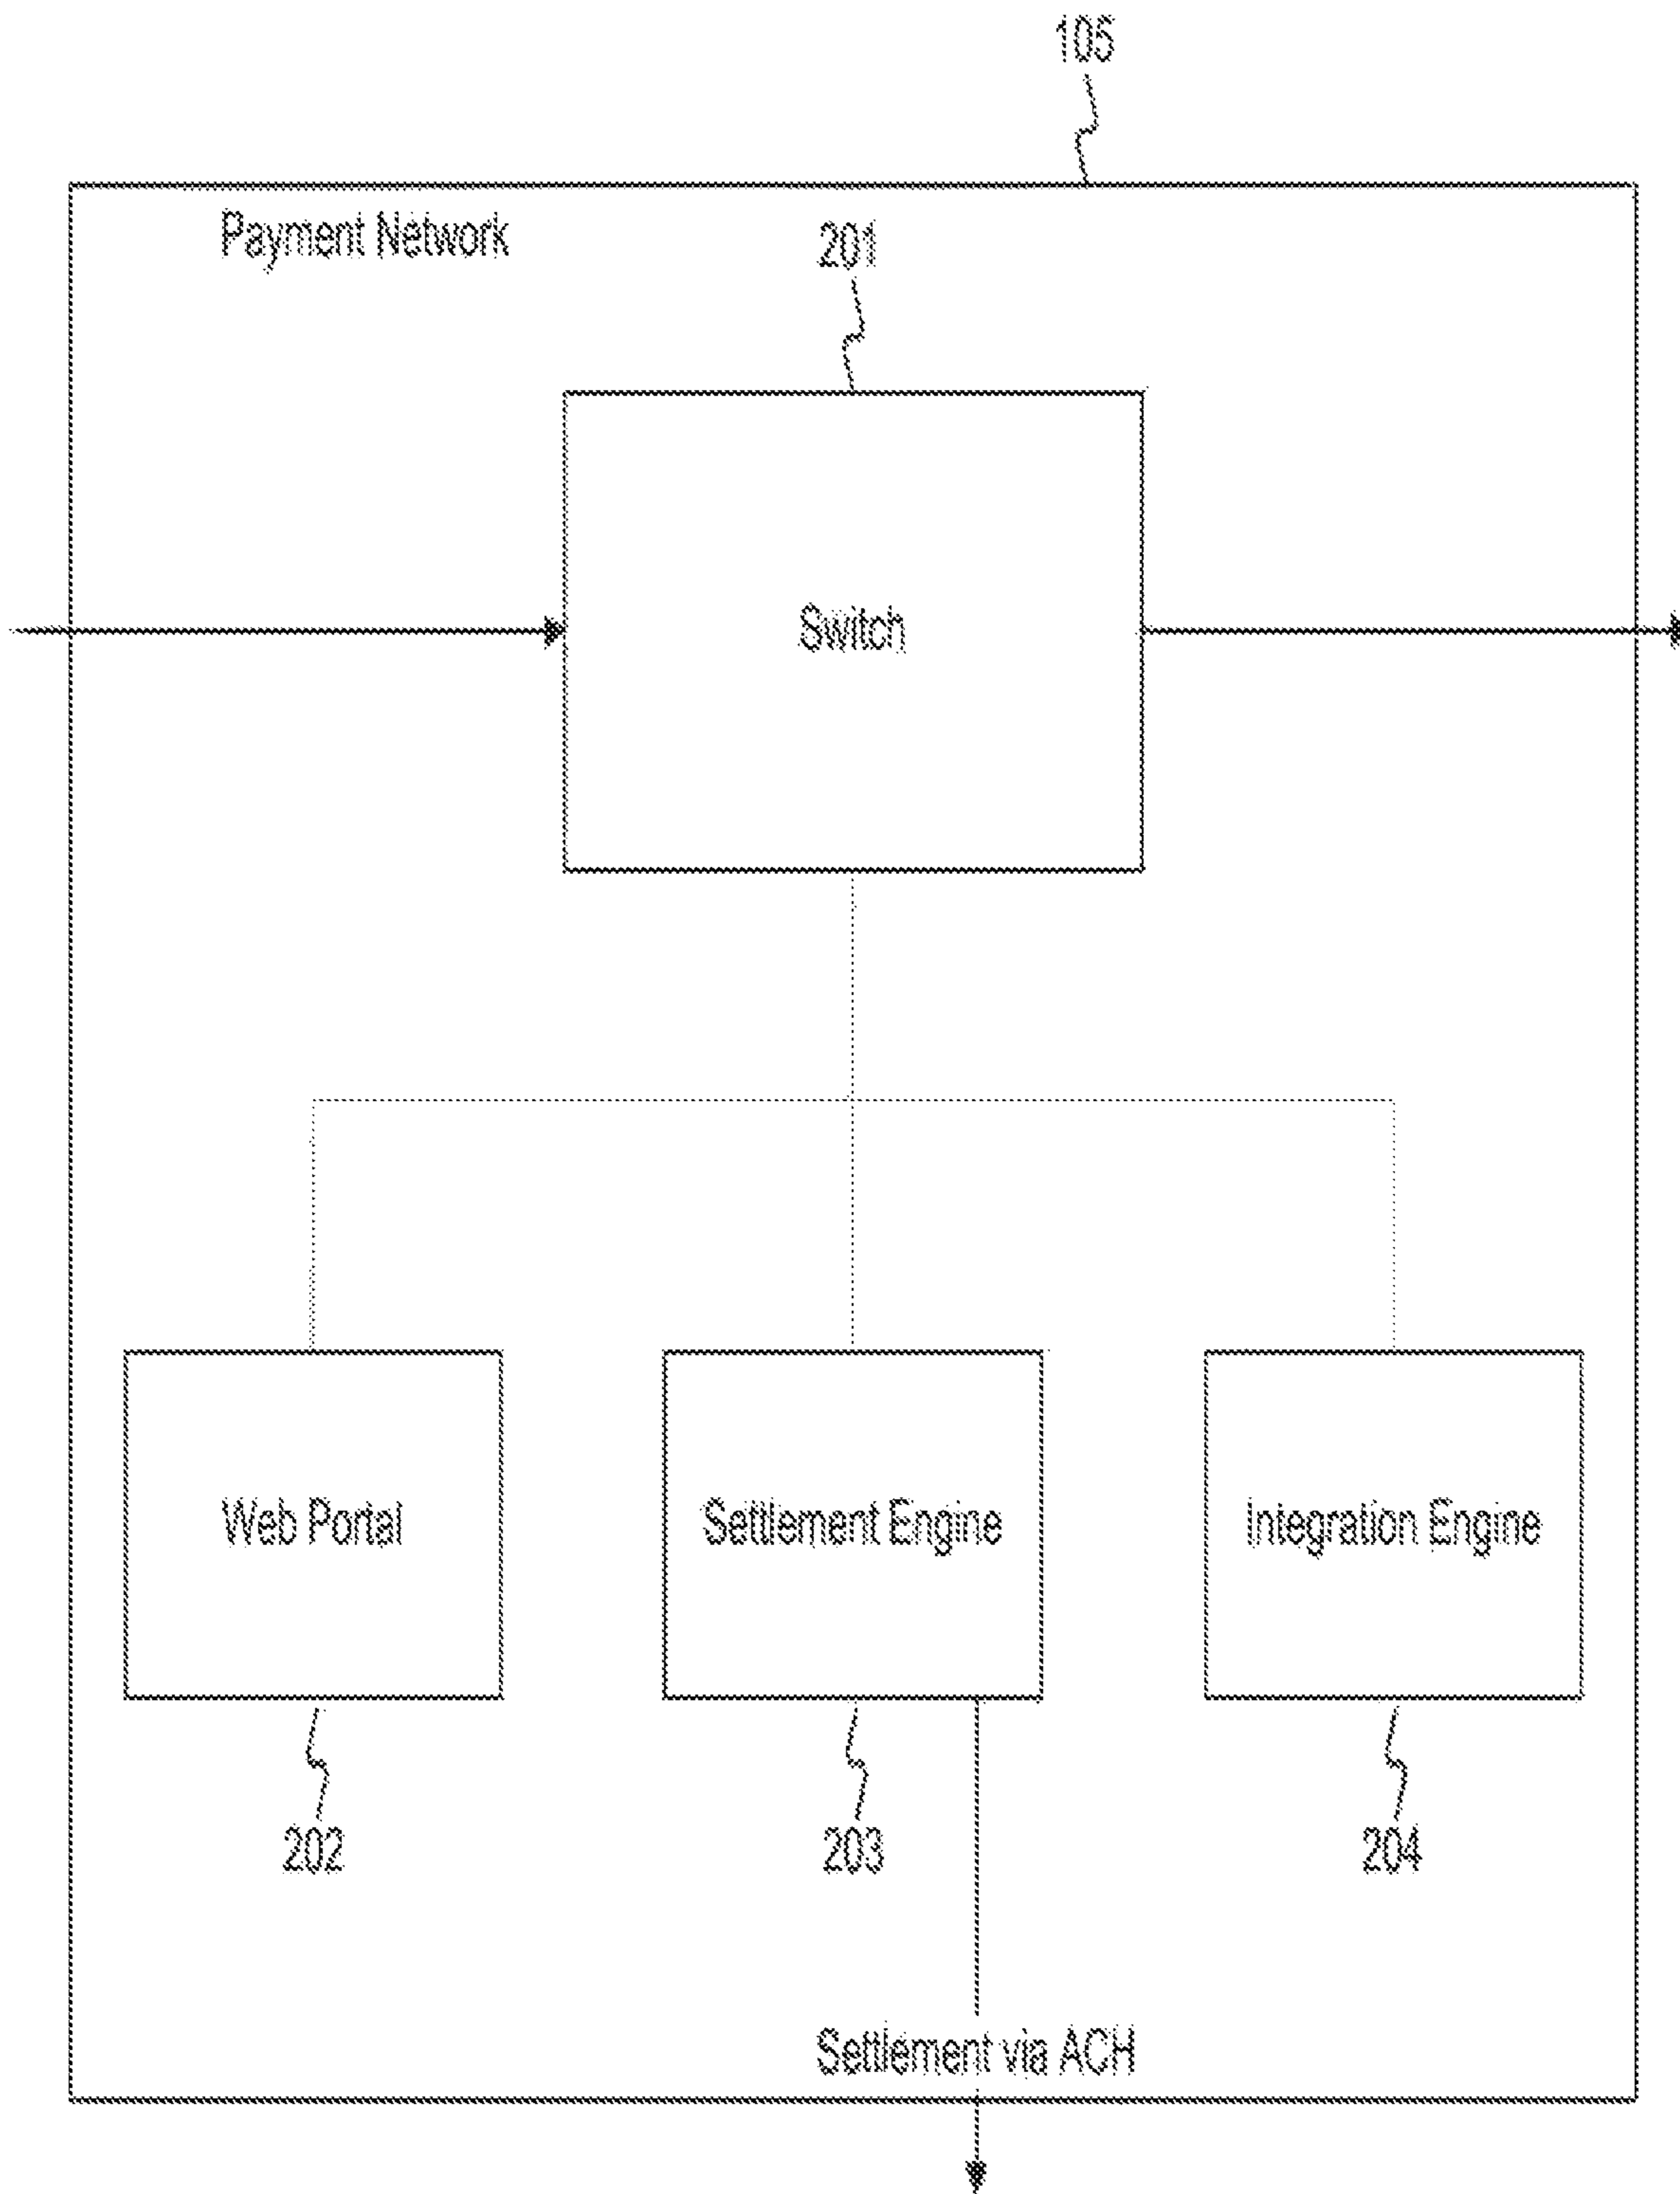 105
Payment Network
201
Switch
Web Portal
Settlement Engine
Integration Engine
202
203
204
Settlement via ACH